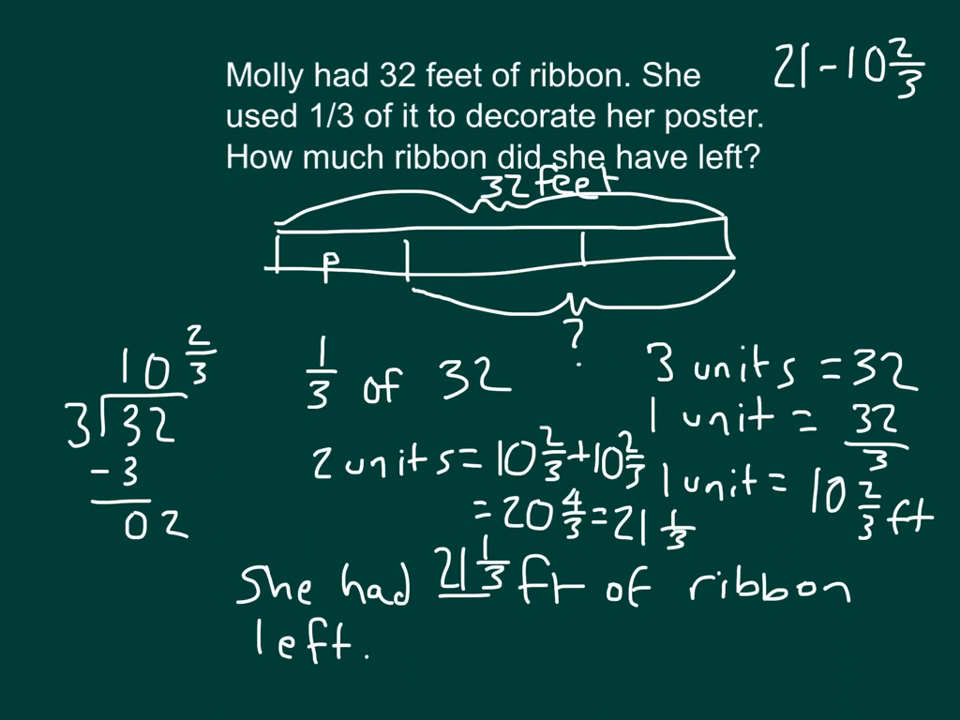 Molly had 32 feet of ribbon. She
used 1/3 of it to decorate her poster.
How much ribbon did she have left?
21-10 2/3
32 feet
P
?
10 2/3
3)32
-3
02
1/3 of 32
3 units = 32
1 unit = 32/3
1 unit = 10 2/3 ft
2 units = 10 2/3 + 10 2/3
= 20 4/3 = 21 1/3
She had 21 1/3 ft of ribbon
left.